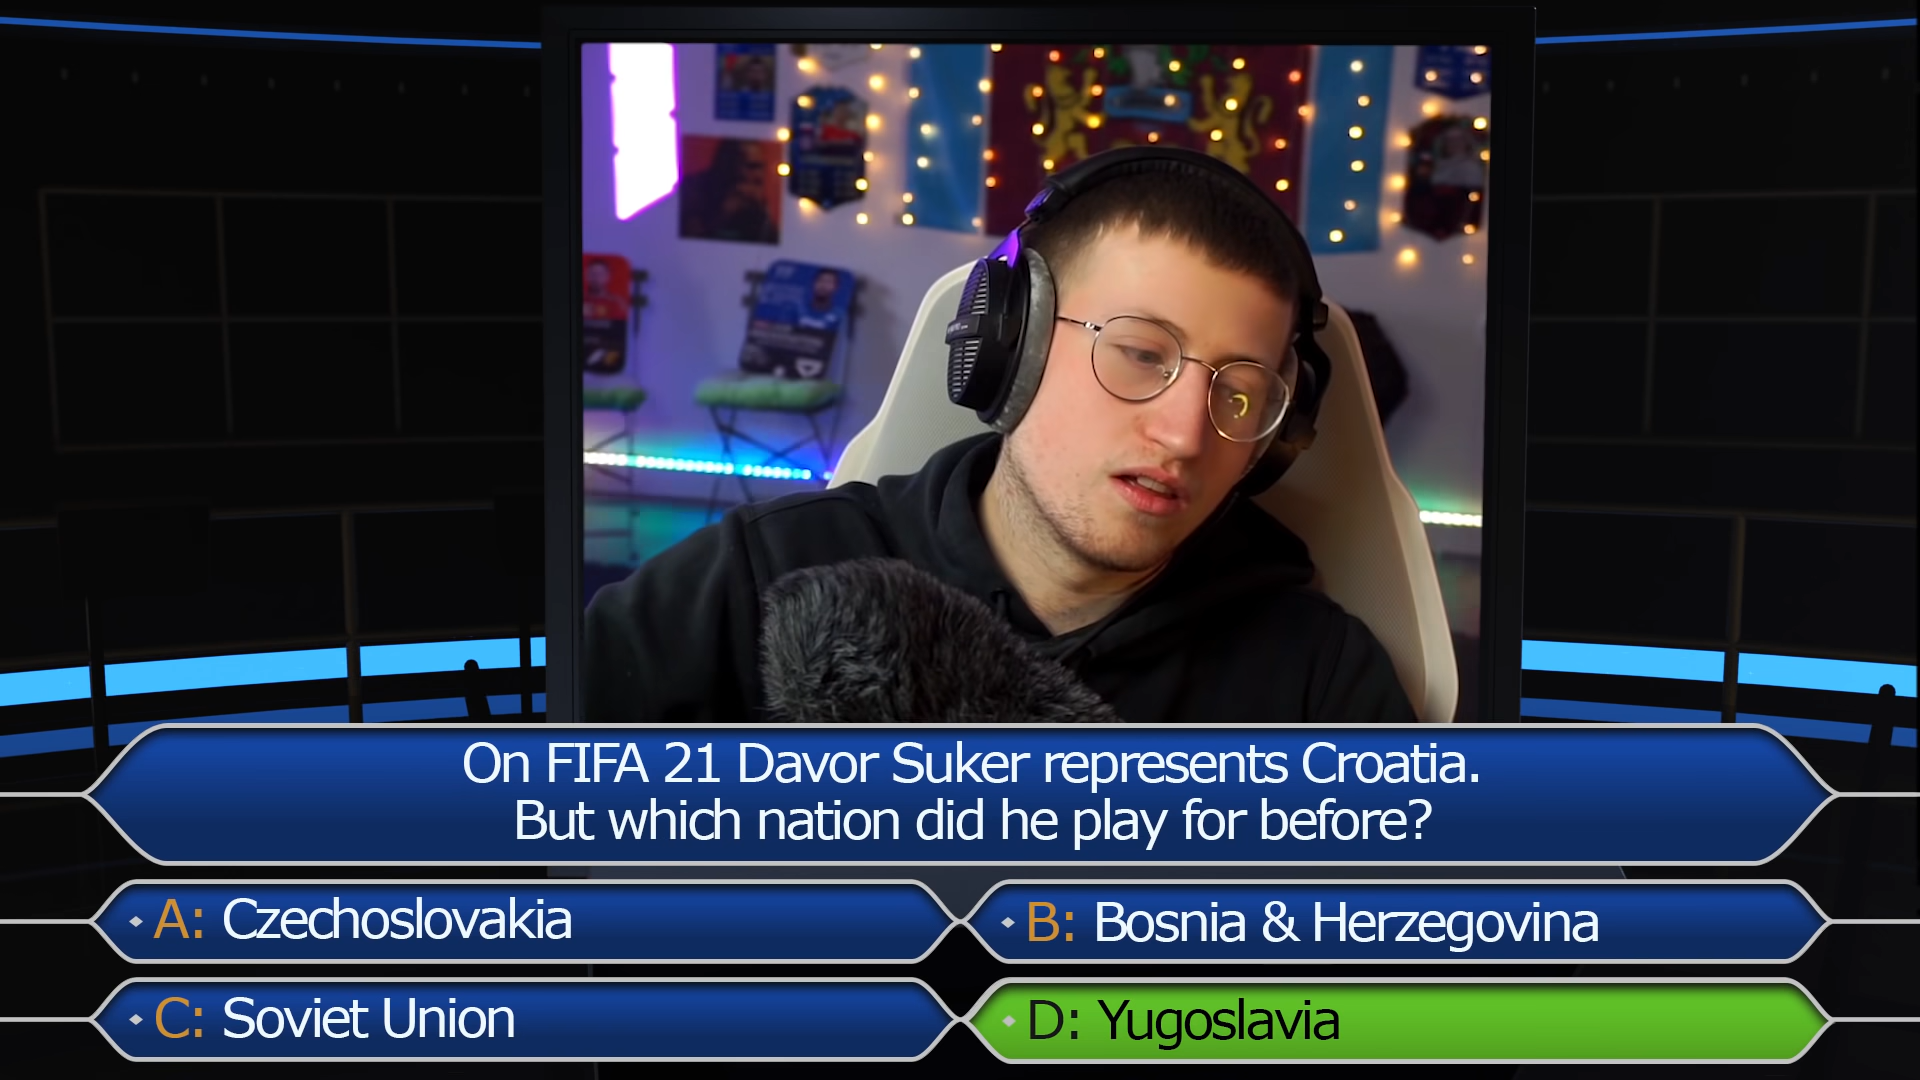 On FIFA 21 Davor Suker represents Croatia.
But which nation did he play for before?
A: Czechoslovakia
B: Bosnia & Herzegovina
C: Soviet Union
D: Yugoslavia